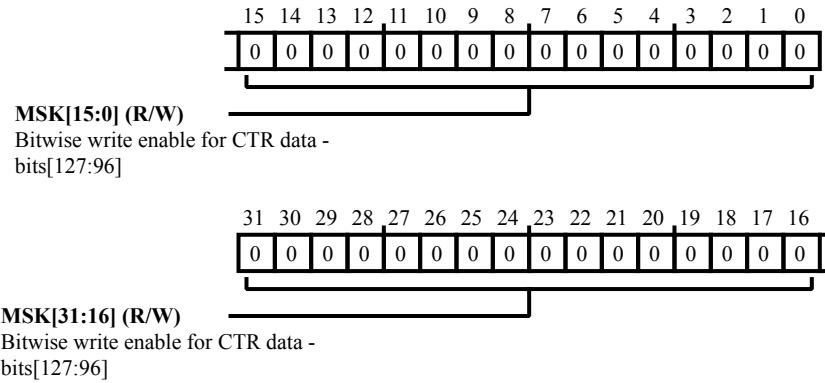 15 14 13 12 11 10 9 8 7 6 5 4 3 2 1 0
0 0 0 0 0 0 0 0 0 0 0 0 0 0 0 0
MSK[15:0] (R/W)
Bitwise write enable for CTR data -
bits[127:96]
31 30 29 28 27 26 25 24 23 22 21 20 19 18 17 16
0 0 0 0 0 0 0 0 0 0 0 0 0 0 0 0
MSK[31:16] (R/W)
Bitwise write enable for CTR data -
bits[127:96]